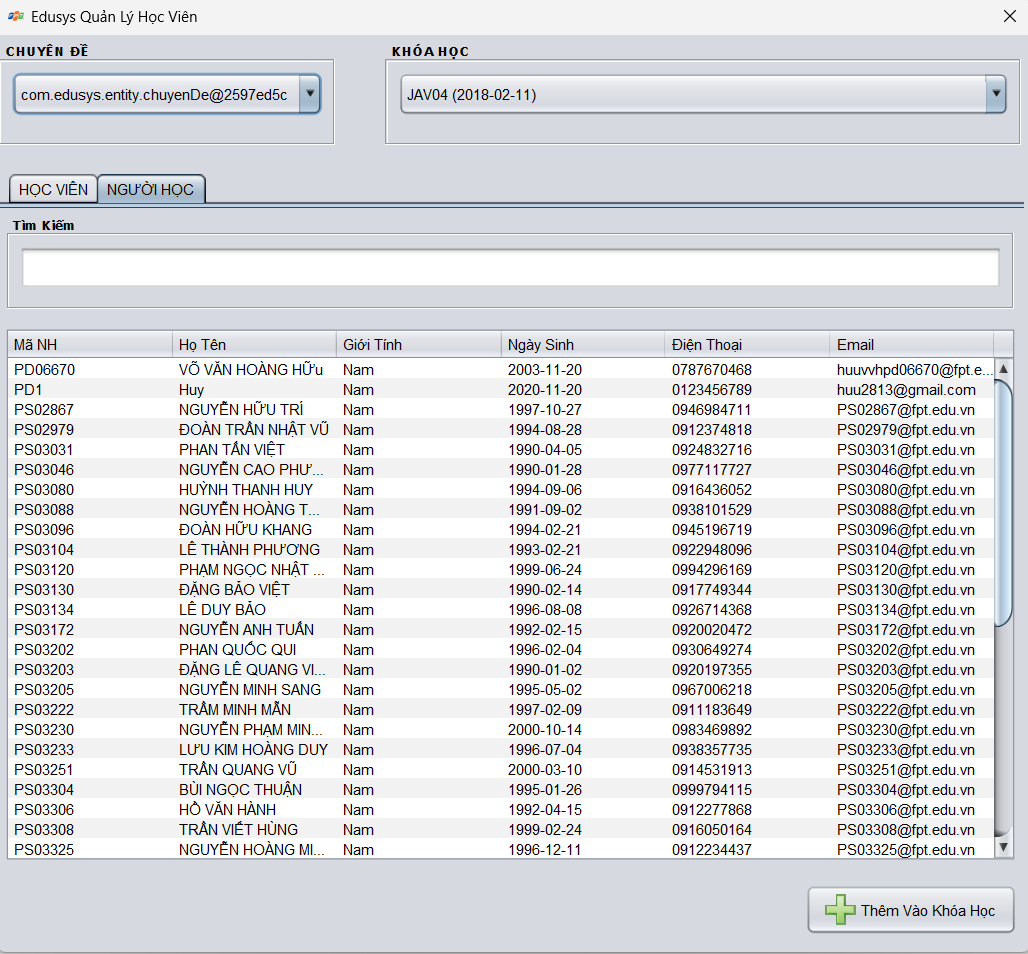 Edusys Quản Lý Học Viên
CHUYÊN ĐỀ
KHÓA HỌC
com.edusys.entity.chuyenDe@2597ed5c
JAV04 (2018-02-11)
HỌC VIÊN
NGƯỜI HỌC
Tìm Kiếm
Mã NH Họ Tên Giới Tính Ngày Sinh Điện Thoại Email
PD06670 VÕ VĂN HOÀNG HỮu Nam 2003-11-20 0787670468 huuvvhpd06670@fpt.e...
PD1 Huy Nam 2020-11-20 0123456789 huu2813@gmail.com
PS02867 NGUYỄN HỮU TRÍ Nam 1997-10-27 0946984711 PS02867@fpt.edu.vn
PS02979 ĐOÀN TRẦN NHẬT VŨ Nam 1994-08-28 0912374818 PS02979@fpt.edu.vn
PS03031 PHAN TẤN VIỆT Nam 1990-04-05 0924832716 PS03031@fpt.edu.vn
PS03046 NGUYỄN CAO PHƯ... Nam 1990-01-28 0977117727 PS03046@fpt.edu.vn
PS03080 HUỲNH THANH HUY Nam 1994-09-06 0916436052 PS03080@fpt.edu.vn
PS03088 NGUYỄN HOÀNG T... Nam 1991-09-02 0938101529 PS03088@fpt.edu.vn
PS03096 ĐOÀN HỮU KHANG Nam 1994-02-21 0945196719 PS03096@fpt.edu.vn
PS03104 LÊ THÀNH PHƯƠNG Nam 1993-02-21 0922948096 PS03104@fpt.edu.vn
PS03120 PHẠM NGỌC NHẬT ... Nam 1999-06-24 0994296169 PS03120@fpt.edu.vn
PS03130 ĐẶNG BẢO VIỆT Nam 1990-02-14 0917749344 PS03130@fpt.edu.vn
PS03134 LÊ DUY BẢO Nam 1996-08-08 0926714368 PS03134@fpt.edu.vn
PS03172 NGUYỄN ANH TUẤN Nam 1992-02-15 0920020472 PS03172@fpt.edu.vn
PS03202 PHAN QUỐC QUI Nam 1996-02-04 0930649274 PS03202@fpt.edu.vn
PS03203 ĐẶNG LÊ QUANG VI... Nam 1990-01-02 0920197355 PS03203@fpt.edu.vn
PS03205 NGUYỄN MINH SANG Nam 1995-05-02 0967006218 PS03205@fpt.edu.vn
PS03222 TRẦM MINH MẪN Nam 1997-02-09 0911183649 PS03222@fpt.edu.vn
PS03230 NGUYỄN PHẠM MIN... Nam 2000-10-14 0983469892 PS03230@fpt.edu.vn
PS03233 LƯU KIM HOÀNG DUY Nam 1996-07-04 0938357735 PS03233@fpt.edu.vn
PS03251 TRẦN QUANG VŨ Nam 2000-03-10 0914531913 PS03251@fpt.edu.vn
PS03304 BÙI NGỌC THUẬN Nam 1995-01-26 0999794115 PS03304@fpt.edu.vn
PS03306 HỒ VĂN HÀNH Nam 1992-04-15 0912277868 PS03306@fpt.edu.vn
PS03308 TRẦN VIẾT HÙNG Nam 1999-02-24 0916050164 PS03308@fpt.edu.vn
PS03325 NGUYỄN HOÀNG MI... Nam 1996-12-11 0912234437 PS03325@fpt.edu.vn
Thêm Vào Khóa Học